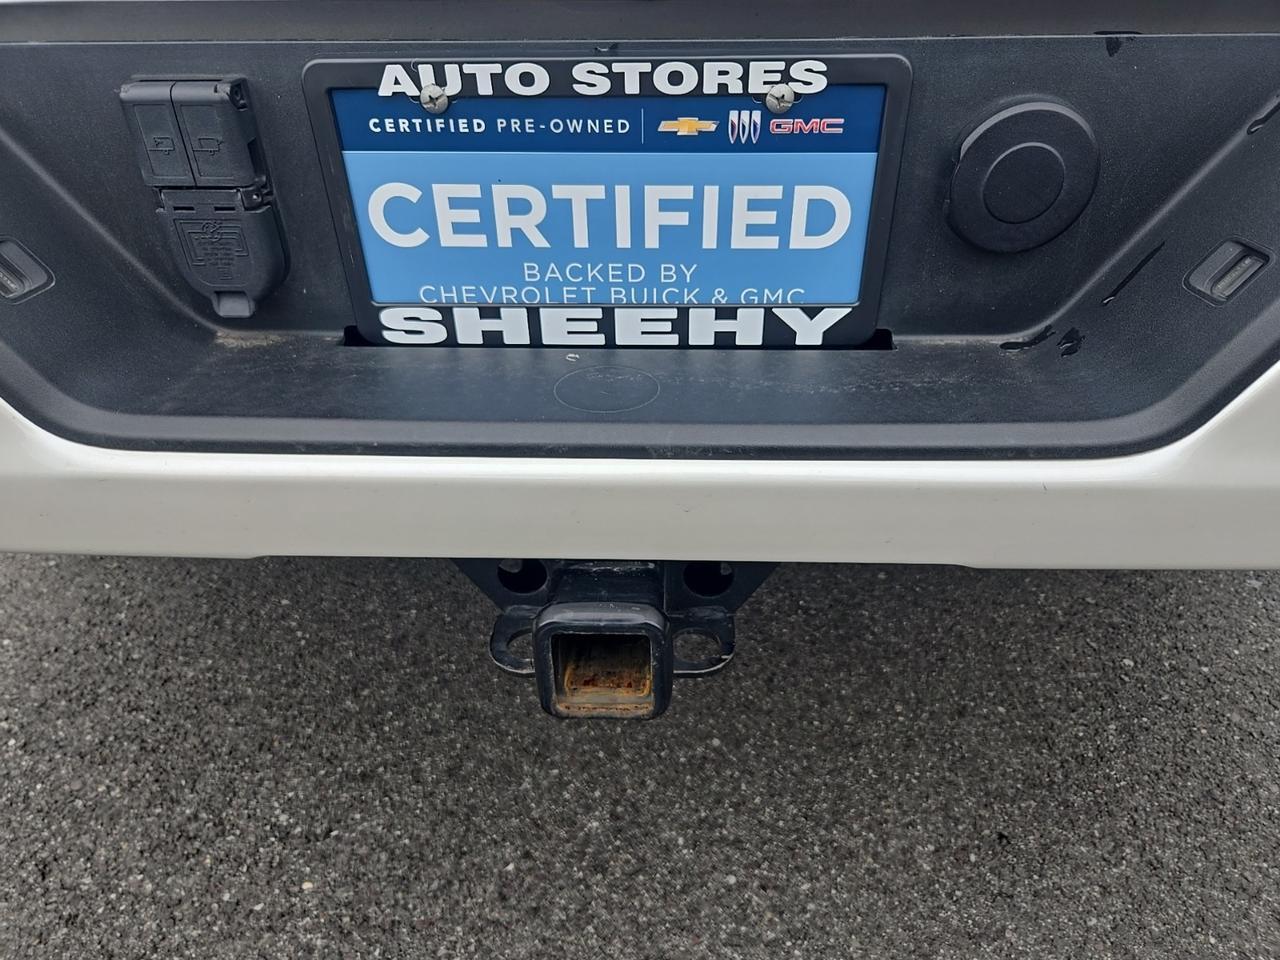 AUTO STORES
CERTIFIED PRE-OWNED GMC
CERTIFIED
BACKED BY
CHEVROLET BUICK & GMC
SHEEHY